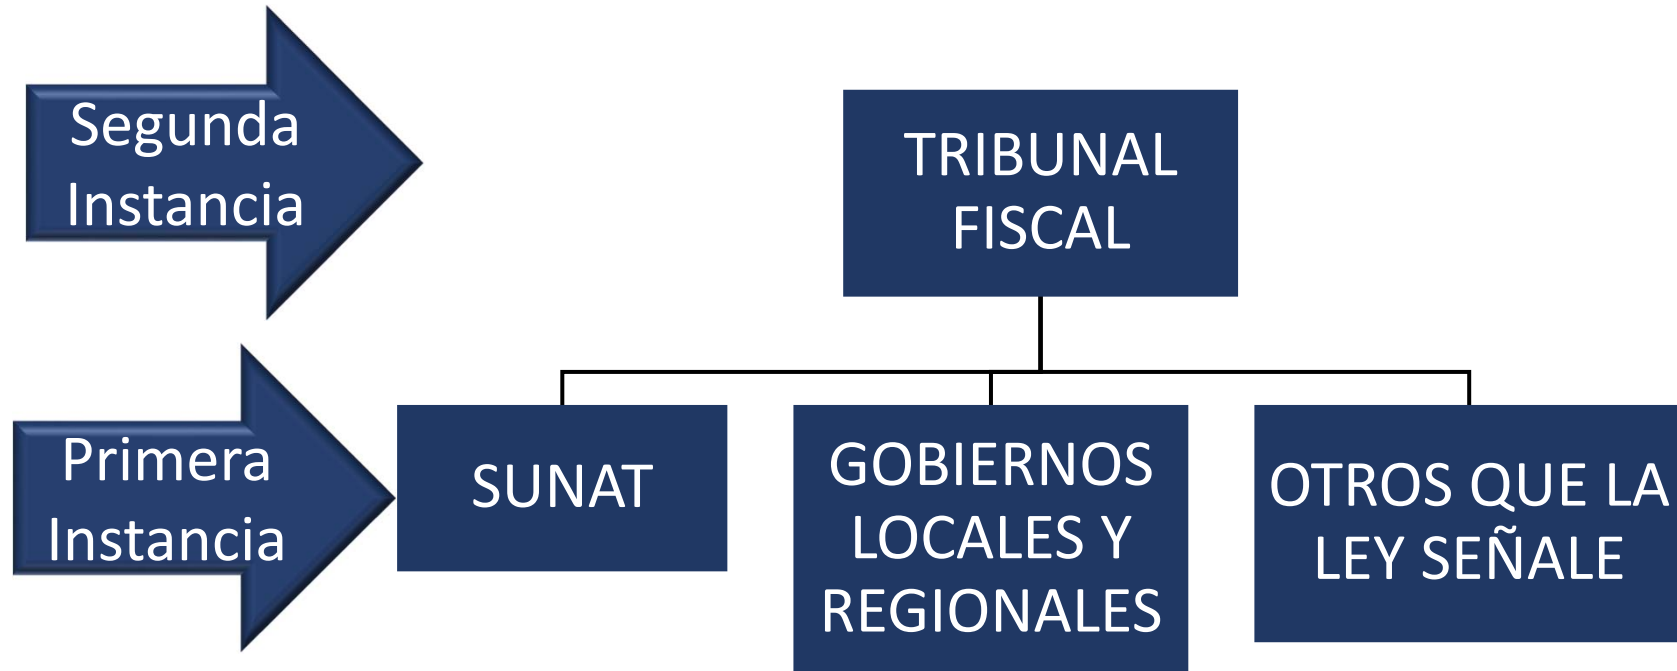 Segunda
Instancia
TRIBUNAL
FISCAL
Primera
Instancia
SUNAT
GOBIERNOS
LOCALES Y
REGIONALES
OTROS QUE LA
LEY SEÑALE